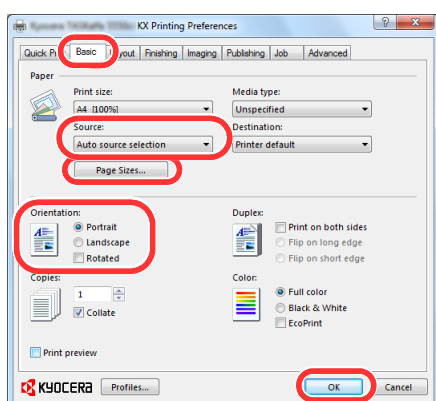 KX Printing Preferences
Quick Pri Basic yout Finishing Imaging Publishing Job Advanced
Paper
Print size: Media type:
A4 [100%] Unspecified
Source: Destination:
Auto source selection Printer default
Page Sizes...
Orientation: Duplex:
Portrait Print on both sides
Landscape Flip on long edge
Rotated Flip on short edge
Copies: Color:
1 Full color
Collate Black & White
EcoPrint
Print preview
KYOCERA Profiles... OK Cancel